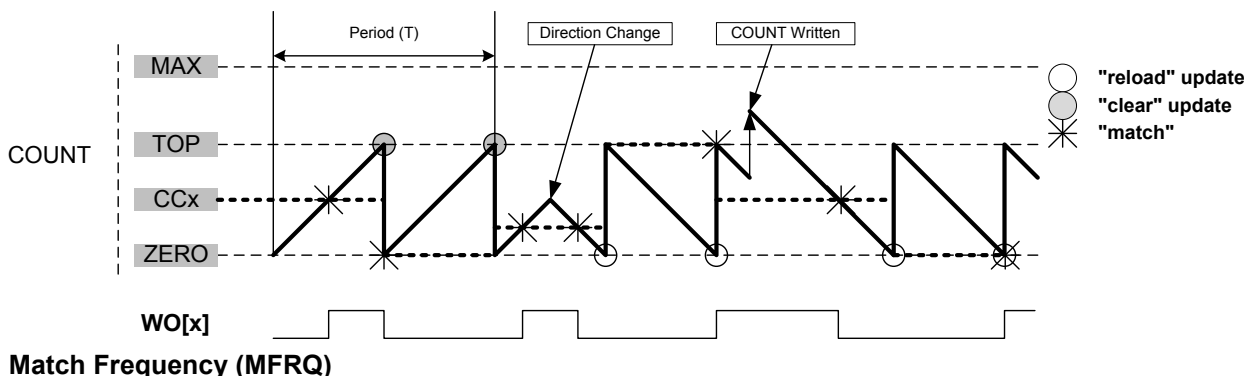 Period (T)
Direction Change
COUNT Written
MAX
"reload" update
"clear" update
TOP
"match"
COUNT
CCx
ZERO
WO[x]
Match Frequency (MFRQ)